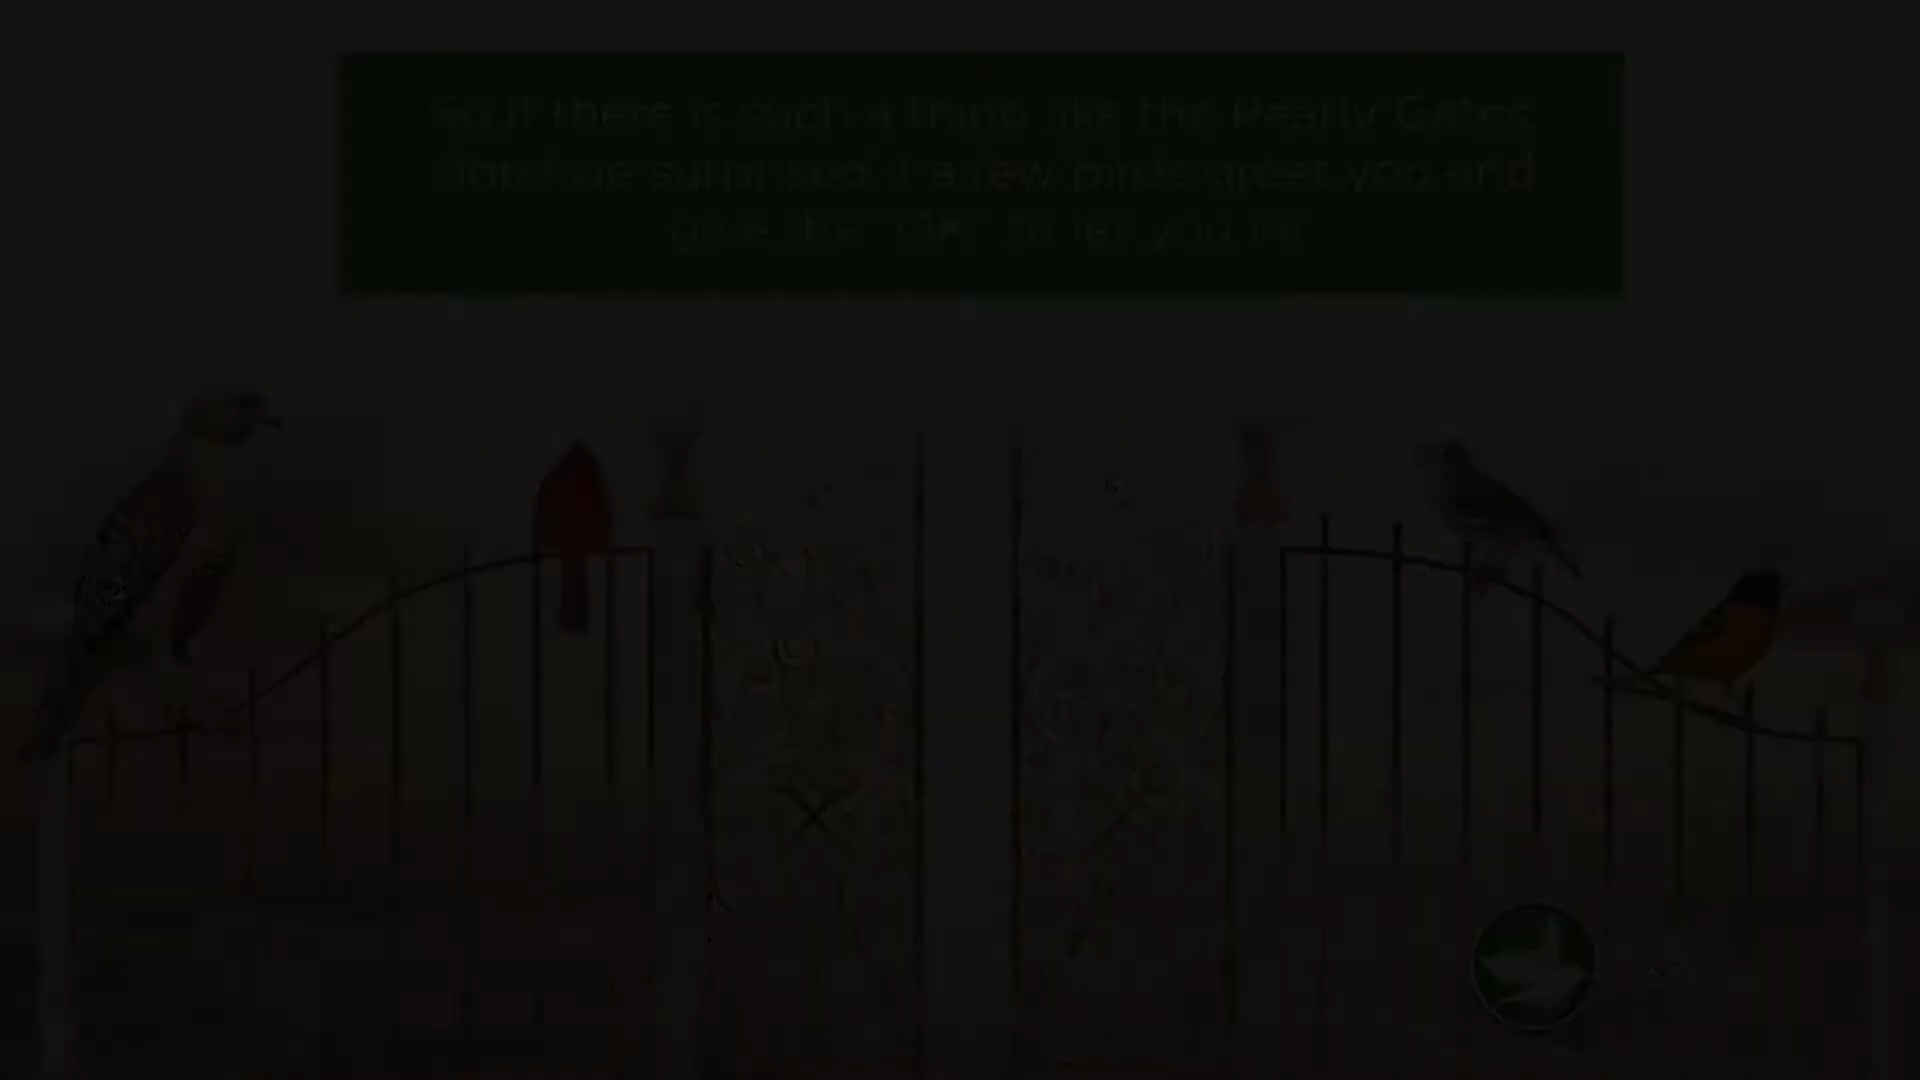 So if there is such a thing like the Pearly Gates
don't be surprised if a few birds greet you and
give the "OK" to let you in